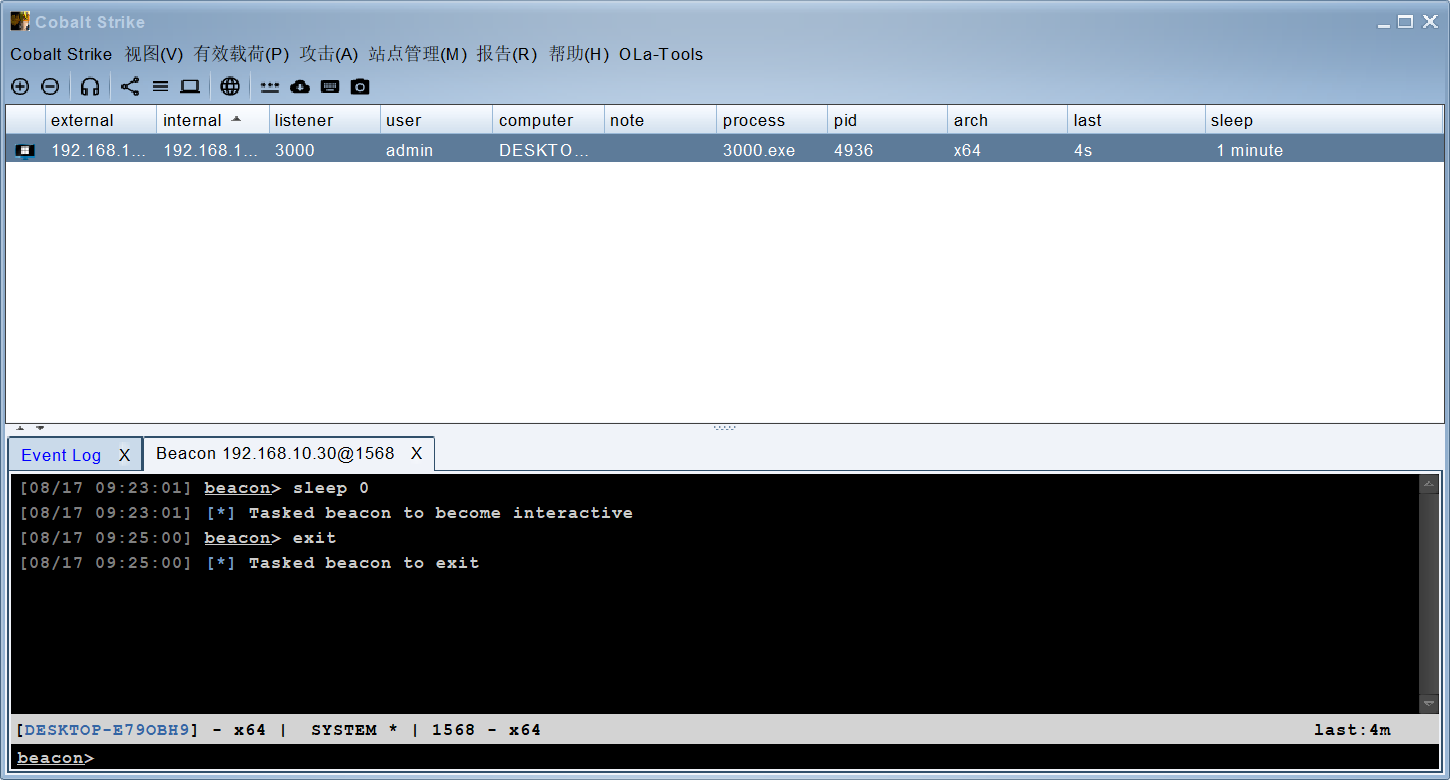 Cobalt Strike
Cobalt Strike 视图(V) 有效载荷(P) 攻击(A) 站点管理(M) 报告(R) 帮助(H) OLa-Tools
external internal listener user computer note process pid arch last sleep
192.168.1... 192.168.1... 3000 admin DESKTO... 3000.exe 4936 x64 4s 1 minute
Event Log X Beacon 192.168.10.30@1568 X
[08/17 09:23:01] beacon> sleep 0
[08/17 09:23:01] [*] Tasked beacon to become interactive
[08/17 09:25:00] beacon> exit
[08/17 09:25:00] [*] Tasked beacon to exit
[DESKTOP-E79OBH9] - x64 | SYSTEM * | 1568 - x64 last:4m
beacon>